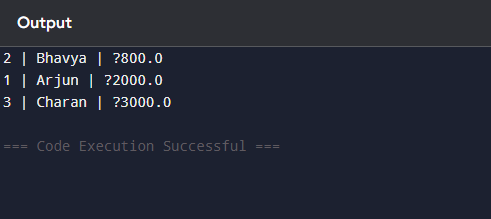 Output
2 | Bhavya | ?800.0
1 | Arjun | ?2000.0
3 | Charan | ?3000.0
=== Code Execution Successful ===